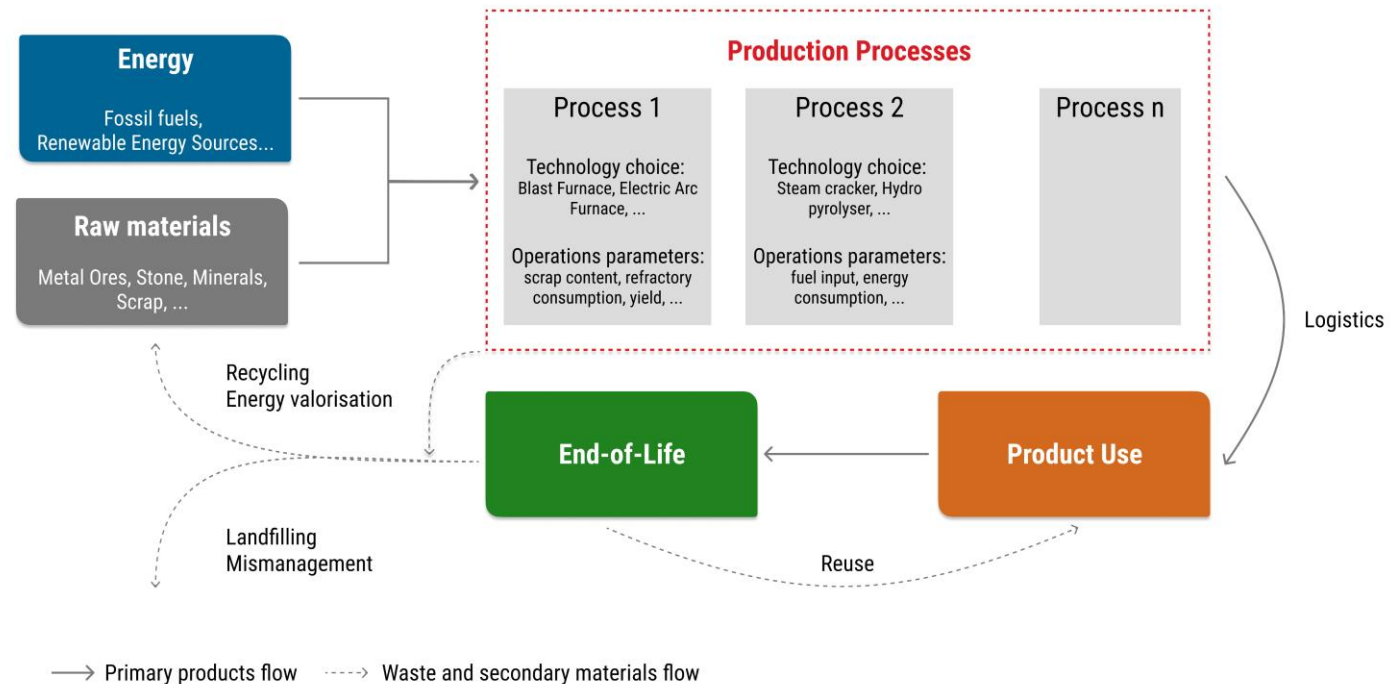 Energy
Fossil fuels,
Renewable Energy Sources...
Raw materials
Metal Ores, Stone, Minerals,
Scrap, ...
Production Processes
Process 1
Technology choice:
Blast Furnace, Electric Arc
Furnace, ...
Operations parameters:
scrap content, refractory
consumption, yield, ...
Process 2
Technology choice:
Steam cracker, Hydro
pyrolyser, ...
Operations parameters:
fuel input, energy
consumption, ...
Process n
Logistics
Recycling
Energy valorisation
End-of-Life
Product Use
Landfilling
Mismanagement
Reuse
Primary products flow
Waste and secondary materials flow